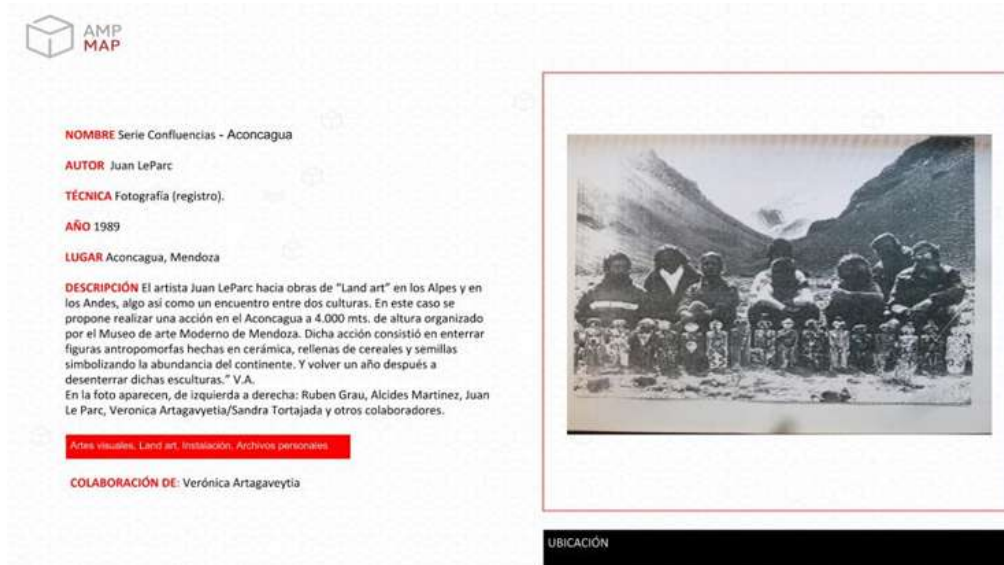 AMP
MAP
NOMBRE Serie Confluencias - Aconcagua
AUTOR Juan LeParc
TÉCNICA Fotografía (registro).
AÑO 1989
LUGAR Aconcagua, Mendoza
DESCRIPCIÓN El artista Juan LeParc hacia obras de “Land art” en los Alpes y en
los Andes, algo así como un encuentro entre dos culturas. En este caso se
propone realizar una acción en el Aconcagua a 4.000 mts. de altura organizado
por el Museo de arte Moderno de Mendoza. Dicha acción consistió en enterrar
figuras antropomorfas hechas en cerámica, rellenas de cereales y semillas
simbolizando la abundancia del continente. Y volver un año después a
desenterrar dichas esculturas.” V.A.
En la foto aparecen, de izquierda a derecha: Ruben Grau, Alcides Martinez, Juan
Le Parc, Veronica Artagavyetia/Sandra Tortajada y otros colaboradores.
Artes visuales, Land art, Instalación, Archivos personales
COLABORACIÓN DE: Verónica Artagaveytia
UBICACIÓN